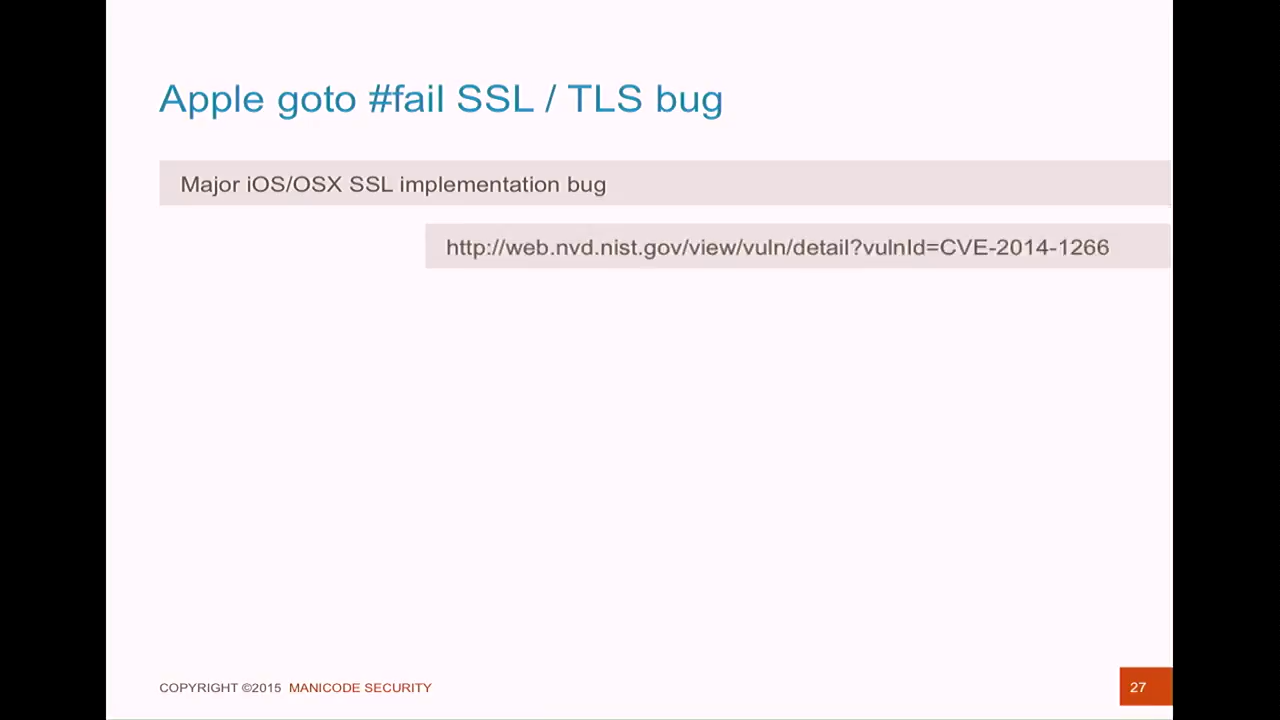 Apple goto #fail SSL / TLS bug
Major iOS/OSX SSL implementation bug
http://web.nvd.nist.gov/view/vuln/detail?vulnId=CVE-2014-1266
COPYRIGHT ©2015 MANICODE SECURITY
27